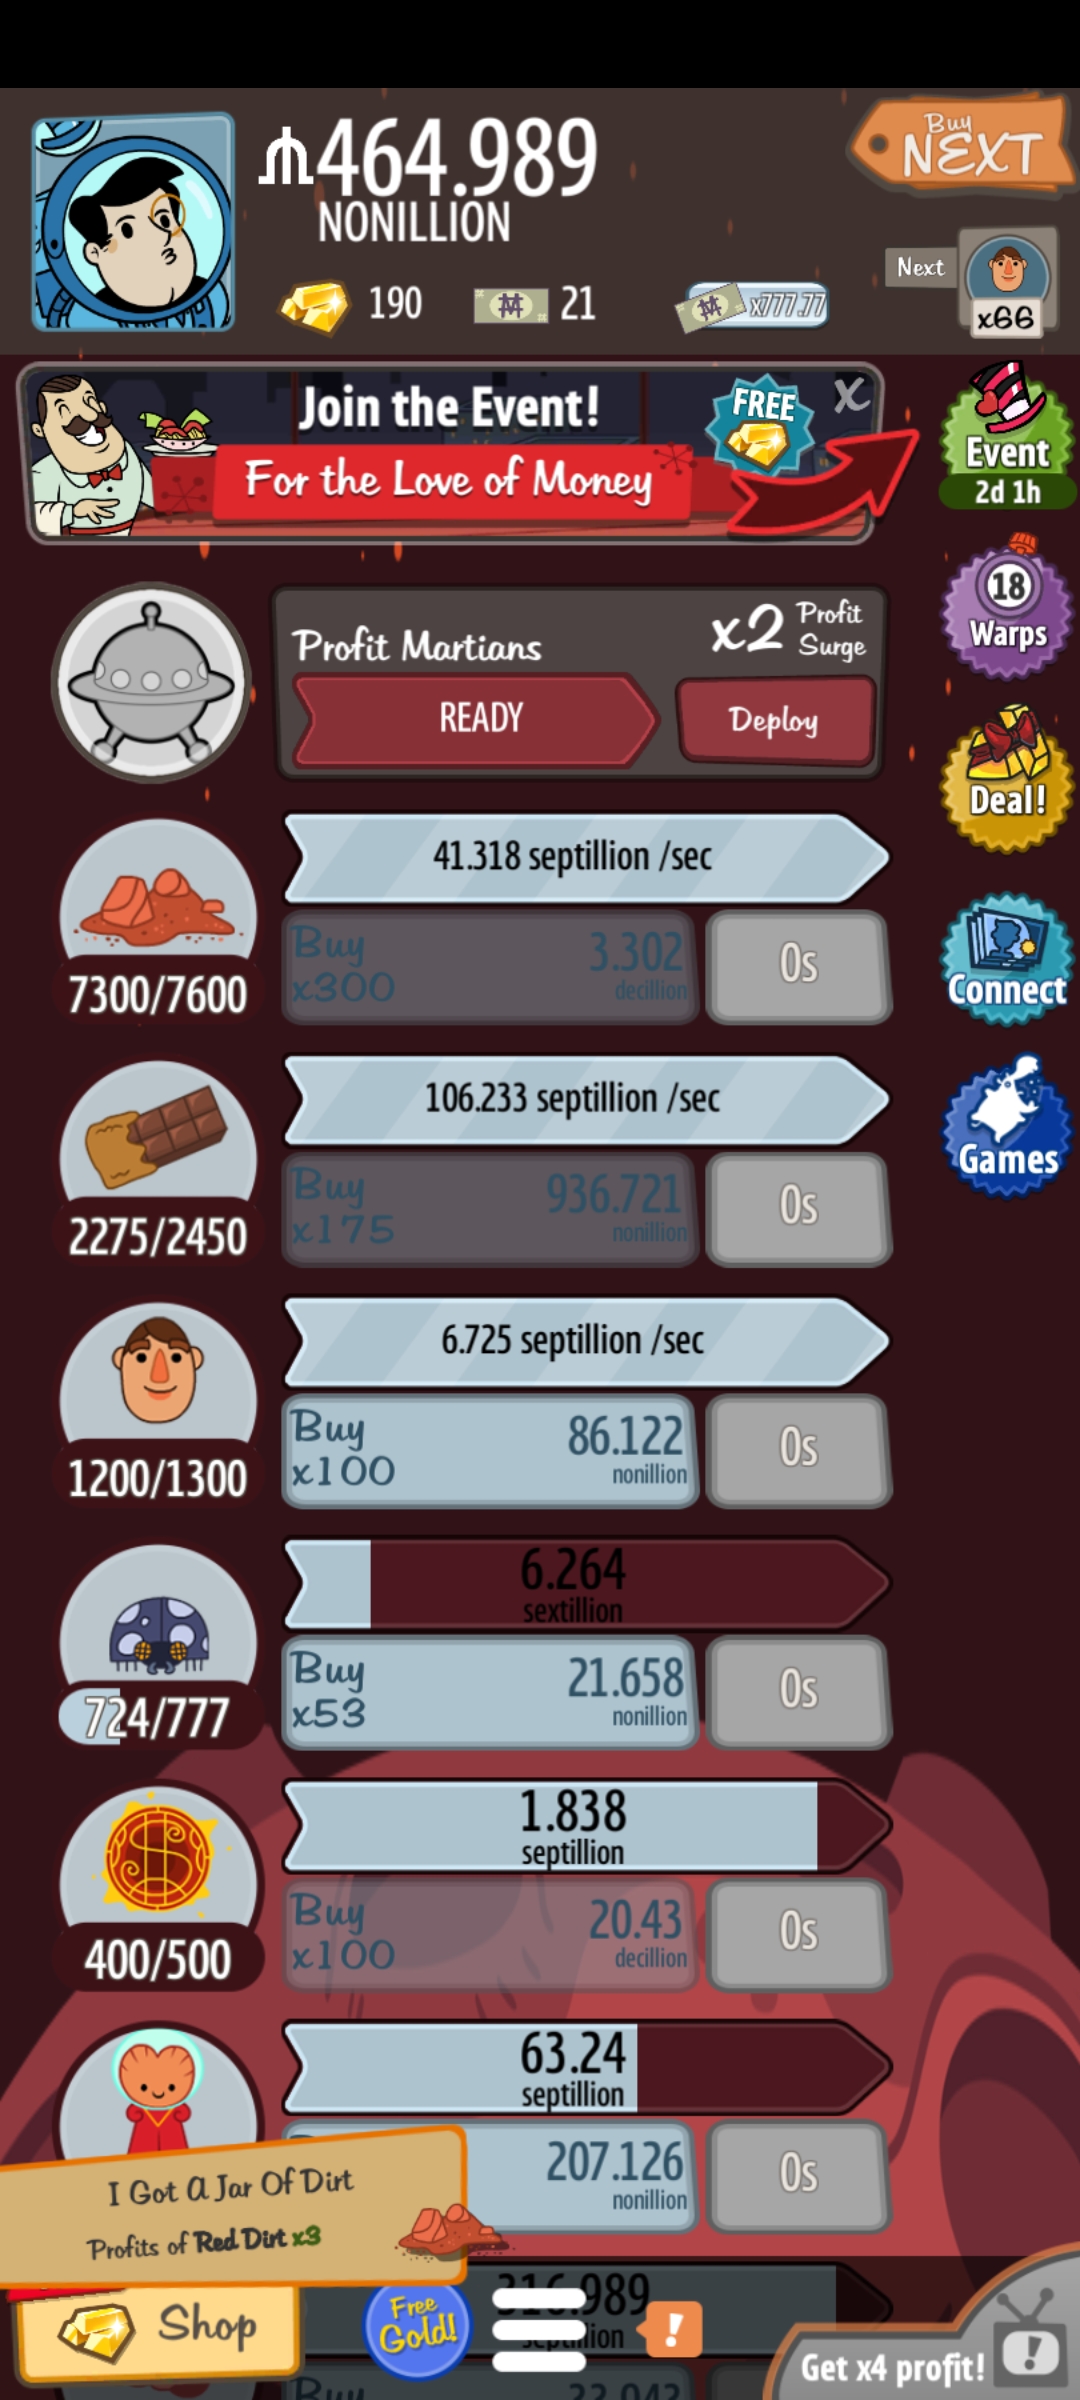 ₼464.989
NONILLION
Buy
NEXT
190
21
x777.77
Next
x66
Join the Event!
For the Love of Money
FREE
X
Event
2d 1h
18
Warps
Profit Martians
x2 Profit
Surge
READY
Deploy
Deal!
41.318 septillion /sec
Buy
x300
3.302
decillion
0s
7300/7600
Connect
106.233 septillion /sec
Buy
x175
936.721
nonillion
0s
2275/2450
Games
6.725 septillion /sec
Buy
x100
86.122
nonillion
0s
1200/1300
6.264
sextillion
Buy
x53
21.658
nonillion
0s
724/777
1.838
septillion
Buy
x100
20.43
decillion
0s
400/500
63.24
septillion
207.126
nonillion
0s
I Got A Jar Of Dirt
Profits of Red Dirt x3
316.989
septillion
Shop
Free
Gold!
!
Get x4 profit!
!
Buy